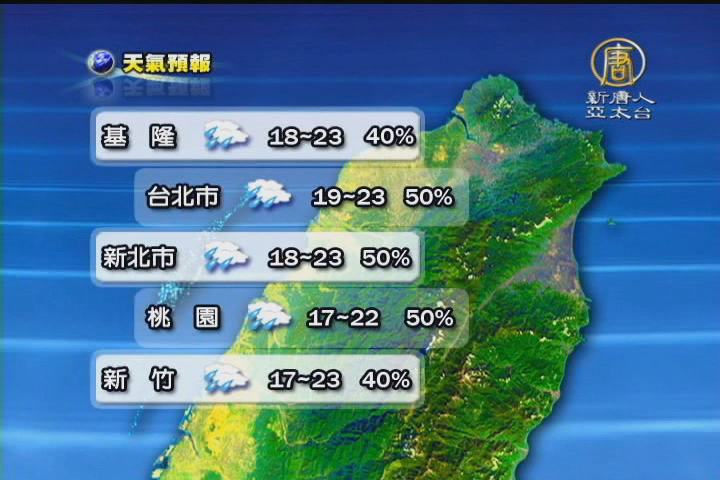 天氣預報
唐
新唐人
亞太台
基 隆 18~23 40%
台北市 19~23 50%
新北市 18~23 50%
桃 園 17~22 50%
新 竹 17~23 40%